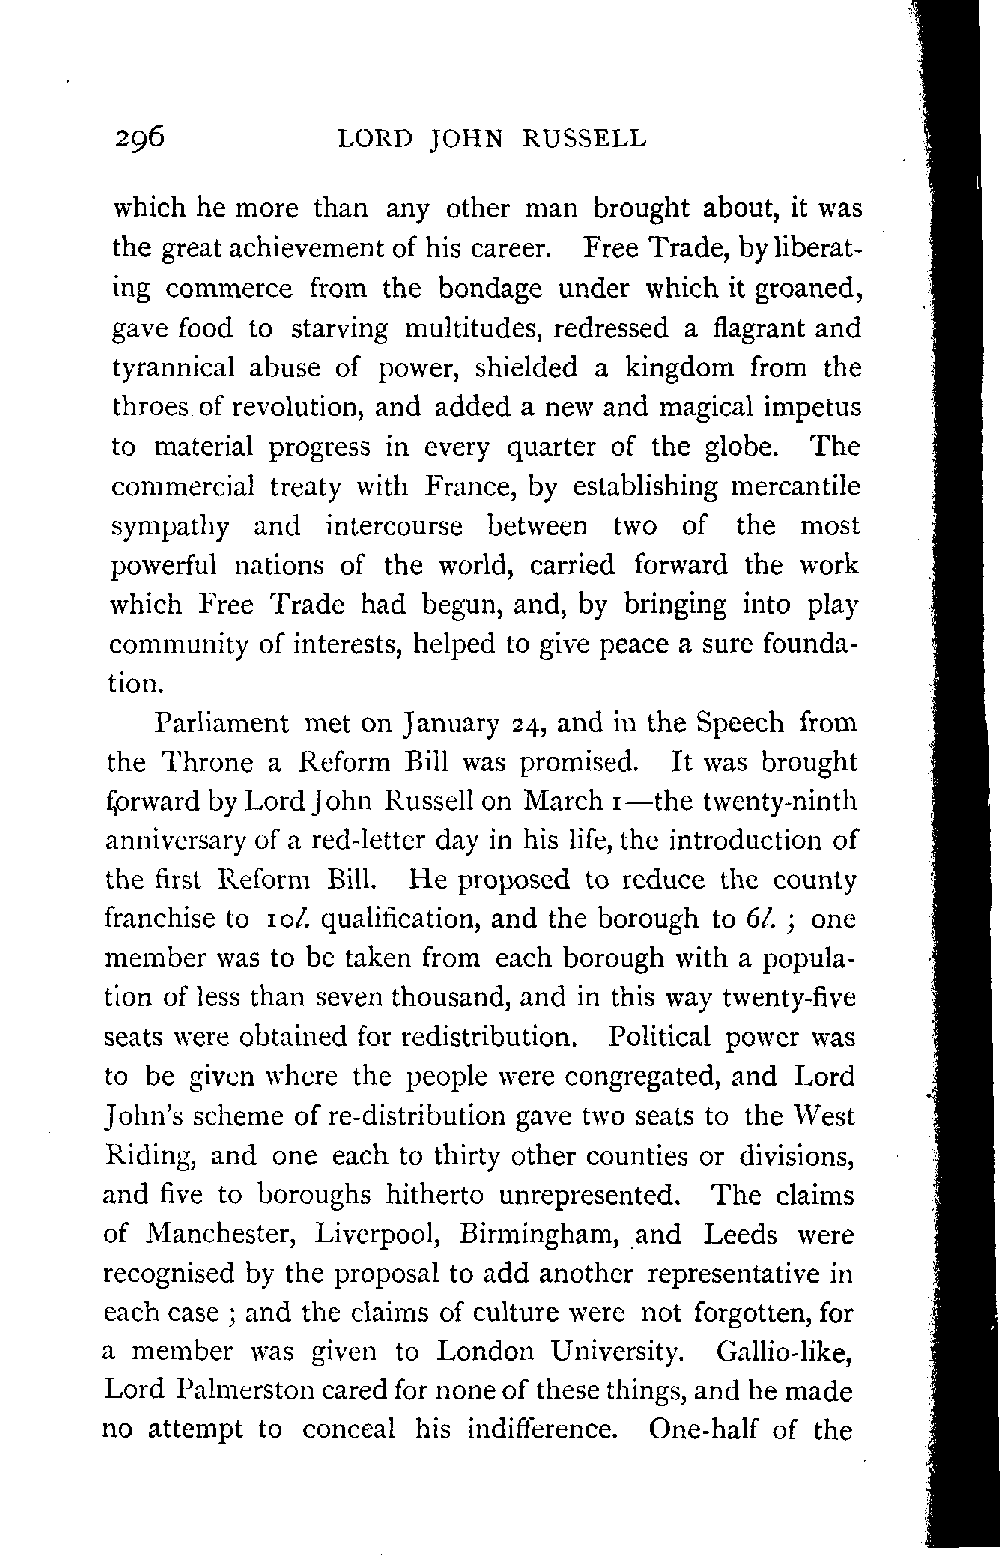 296 LORD JOHN RUSSELL
which he more than any other man brought about, it was
the great achievement of his career. Free Trade, by liberat-
ing commerce from the bondage under which it groaned,
gave food to starving multitudes, redressed a flagrant and
tyrannical abuse of power, shielded a kingdom from the
throes of revolution, and added a new and magical impetus
to material progress in every quarter of the globe. The
commercial treaty with France, by establishing mercantile
sympathy and intercourse between two of the most
powerful nations of the world, carried forward the work
which Free Trade had begun, and, by bringing into play
community of interests, helped to give peace a sure founda-
tion.
Parliament met on January 24, and in the Speech from
the Throne a Reform Bill was promised. It was brought
forward by Lord John Russell on March 1—the twenty-ninth
anniversary of a red-letter day in his life, the introduction of
the first Reform Bill. He proposed to reduce the county
franchise to 10l. qualification, and the borough to 6l. ; one
member was to be taken from each borough with a popula-
tion of less than seven thousand, and in this way twenty-five
seats were obtained for redistribution. Political power was
to be given where the people were congregated, and Lord
John's scheme of re-distribution gave two seats to the West
Riding, and one each to thirty other counties or divisions,
and five to boroughs hitherto unrepresented. The claims
of Manchester, Liverpool, Birmingham, and Leeds were
recognised by the proposal to add another representative in
each case ; and the claims of culture were not forgotten, for
a member was given to London University. Gallio-like,
Lord Palmerston cared for none of these things, and he made
no attempt to conceal his indifference. One-half of the